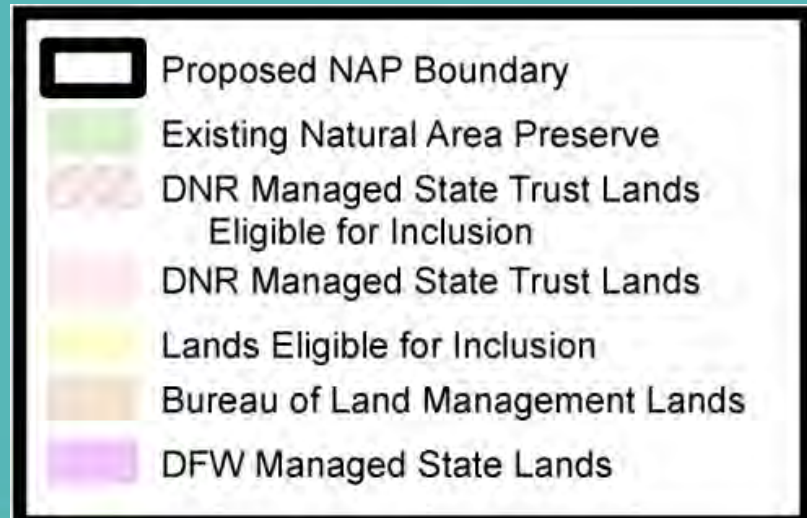 Proposed NAP Boundary
Existing Natural Area Preserve
DNR Managed State Trust Lands
Eligible for Inclusion
DNR Managed State Trust Lands
Lands Eligible for Inclusion
Bureau of Land Management Lands
DFW Managed State Lands